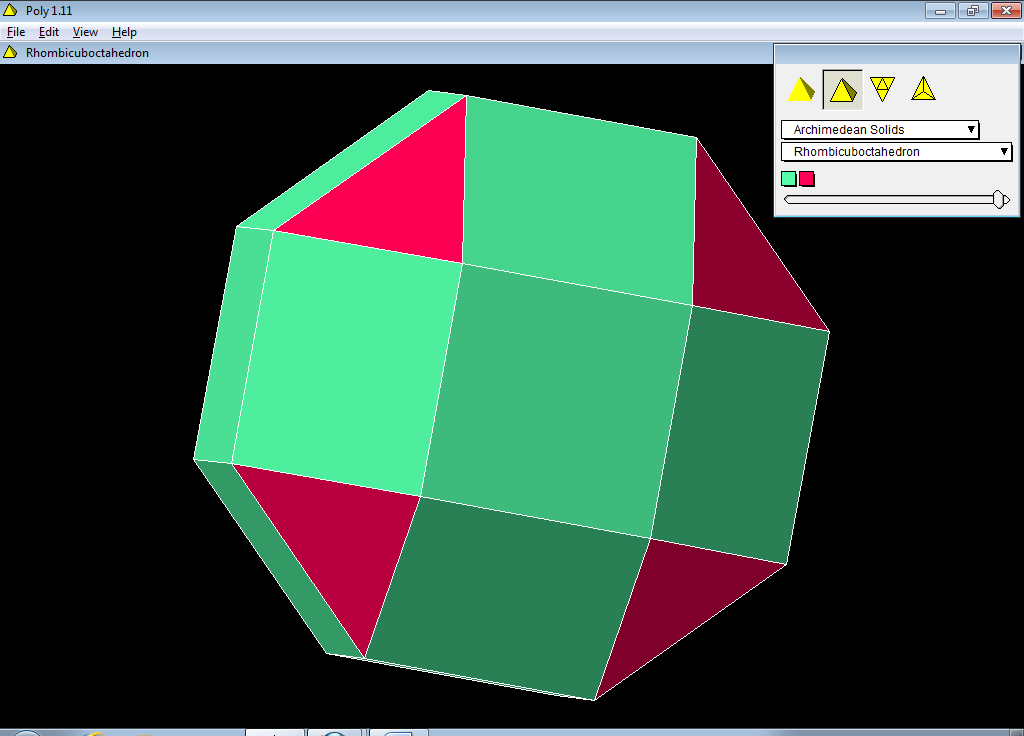 Poly 1.11
File Edit View Help
Rhombicuboctahedron
Archimedean Solids
Rhombicuboctahedron